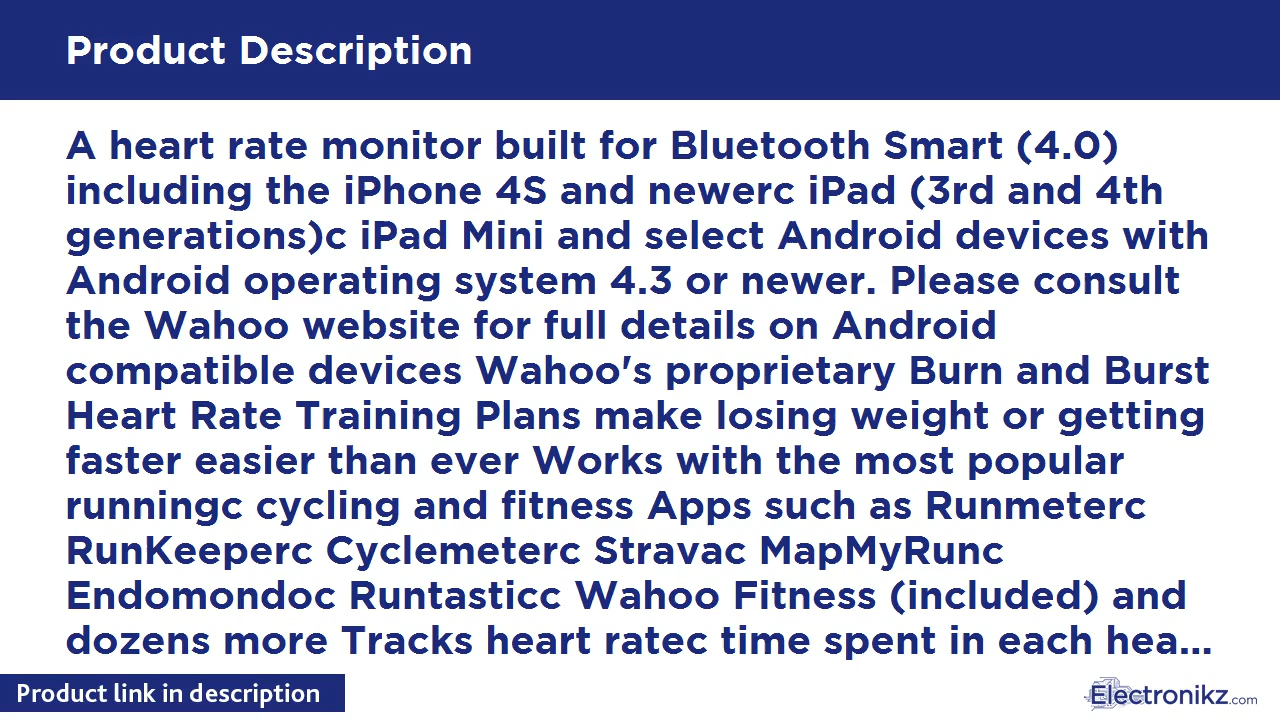 Product Description
A heart rate monitor built for Bluetooth Smart (4.0)
including the iPhone 4S and newerc iPad (3rd and 4th
generations)c iPad Mini and select Android devices with
Android operating system 4.3 or newer. Please consult
the Wahoo website for full details on Android
compatible devices Wahoo's proprietary Burn and Burst
Heart Rate Training Plans make losing weight or getting
faster easier than ever Works with the most popular
runningc cycling and fitness Apps such as Runmeterc
RunKeeperc Cyclemeterc Stravac MapMyRunc
Endomondoc Runtasticc Wahoo Fitness (included) and
dozens more Tracks heart ratec time spent in each hea...
Product link in description
Electronikz.com